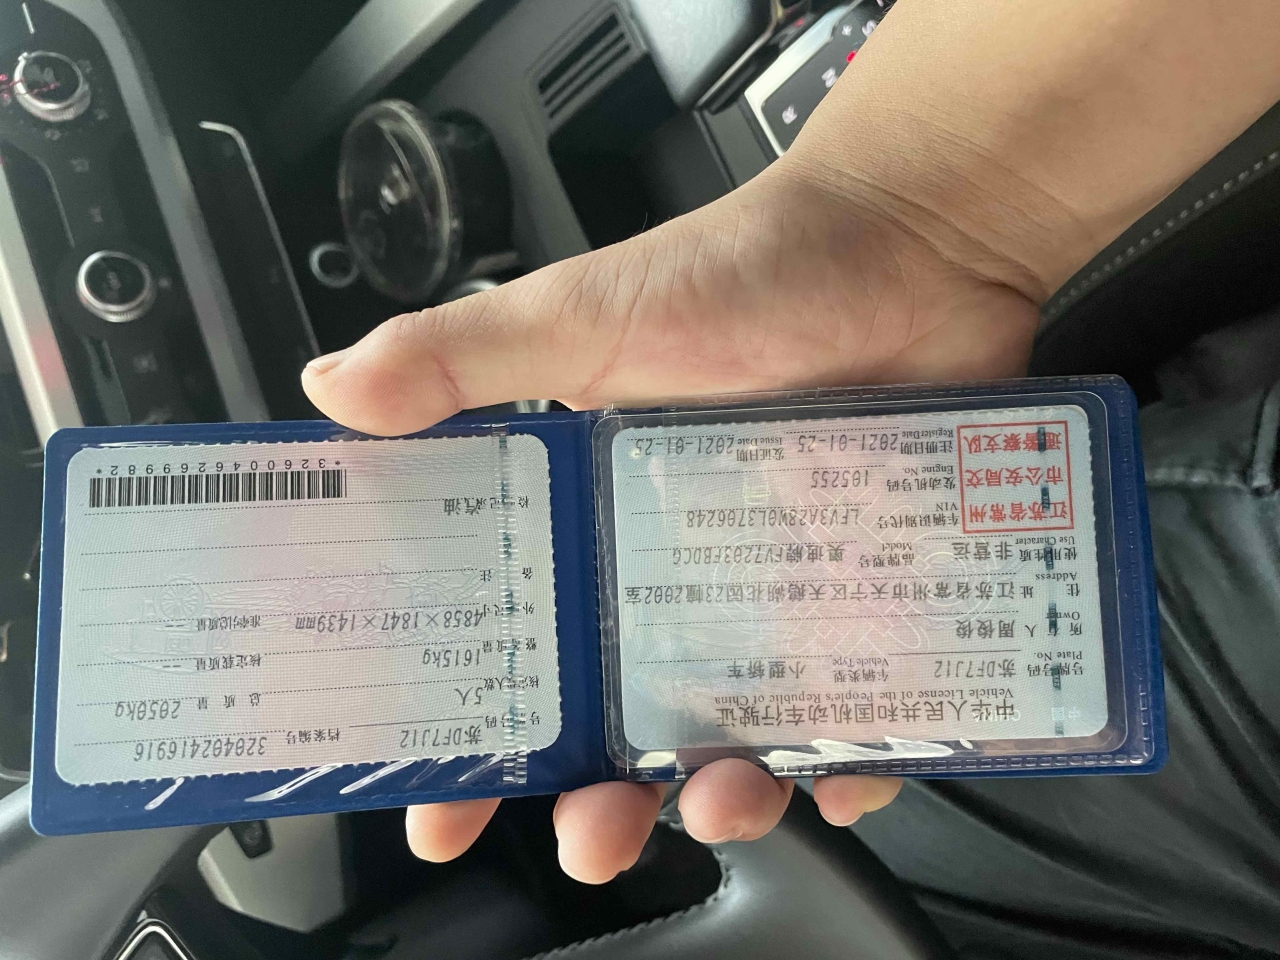 中华人民共和国机动车行驶证
Vehicle License of the People's Republic of China
号牌号码 苏DF7J12 车辆类型 小型轿车
Plate No. Vehicle Type
所有人 周俊俊
Owner
住址 江苏省常州市天宁区天鹅湖花园23幢2002室
Address
使用性质 非营运 品牌型号 奥迪牌FV7203FBDCG
Use Character Model
江苏省常州
市公安局交
通警察支队
车辆识别代号 LFV3A28W0L3706248
VIN
发动机号码 105255
Engine No.
注册日期 2021-01-25 发证日期 2021-01-25
Register Date Issue Date
号牌号码 苏DF7J12 档案编号 320402416916
核定载人数 5人 总质量 2050kg
整备质量 1615kg 核定载质量 --
外廓尺寸 4858×1847×1439mm 准牵引总质量 --
备注
检验记录 汽油
*3260046269982*